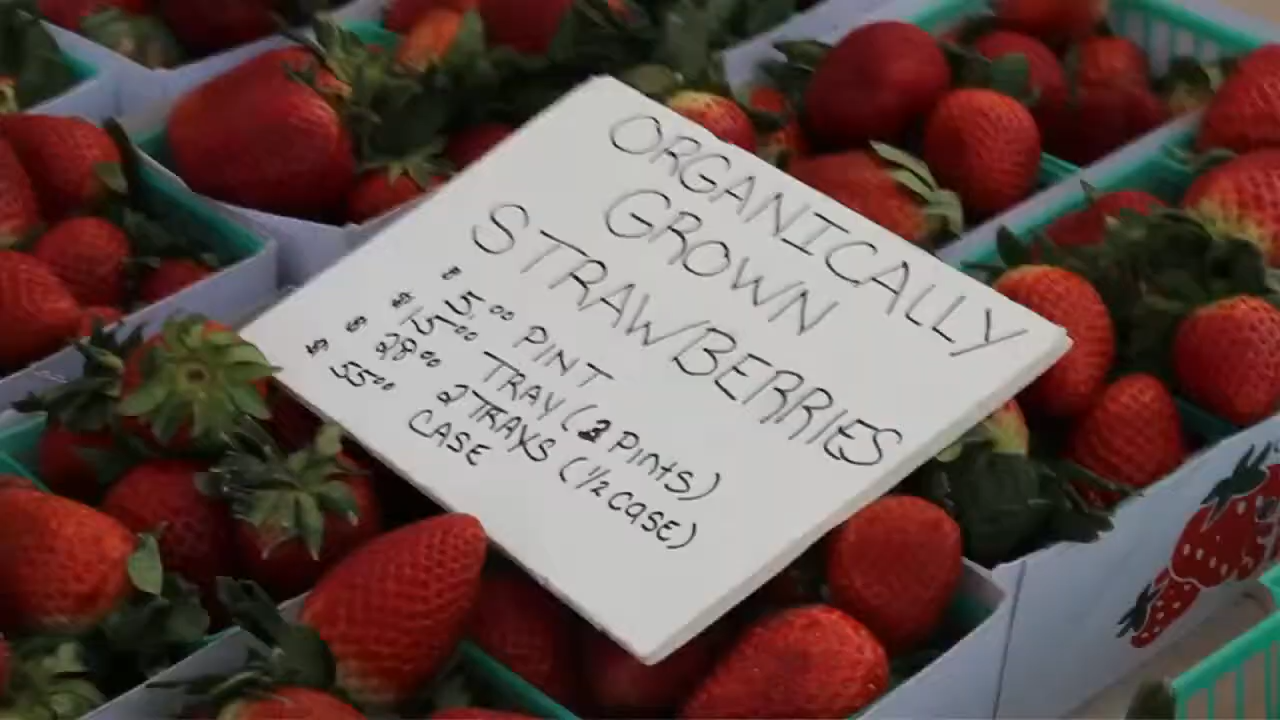 ORGANICALLY
GROWN
STRAWBERRIES
$ 5.00 PINT
$ 15.00 TRAY (3 PINTS)
$ 28.00 2 TRAYS (1/2 CASE)
$ 55.00 CASE